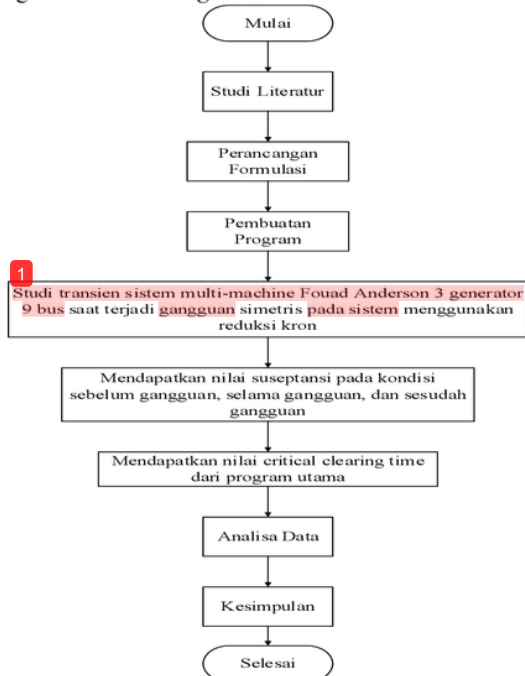 Mulai
Studi Literatur
Perancangan
Formulasi
Pembuatan
Program
1
Studi transien sistem multi-machine Fouad Anderson 3 generator
9 bus saat terjadi gangguan simetris pada sistem menggunakan
reduksi kron
Mendapatkan nilai suseptansi pada kondisi
sebelum gangguan, selama gangguan, dan sesudah
gangguan
Mendapatkan nilai critical clearing time
dari program utama
Analisa Data
Kesimpulan
Selesai